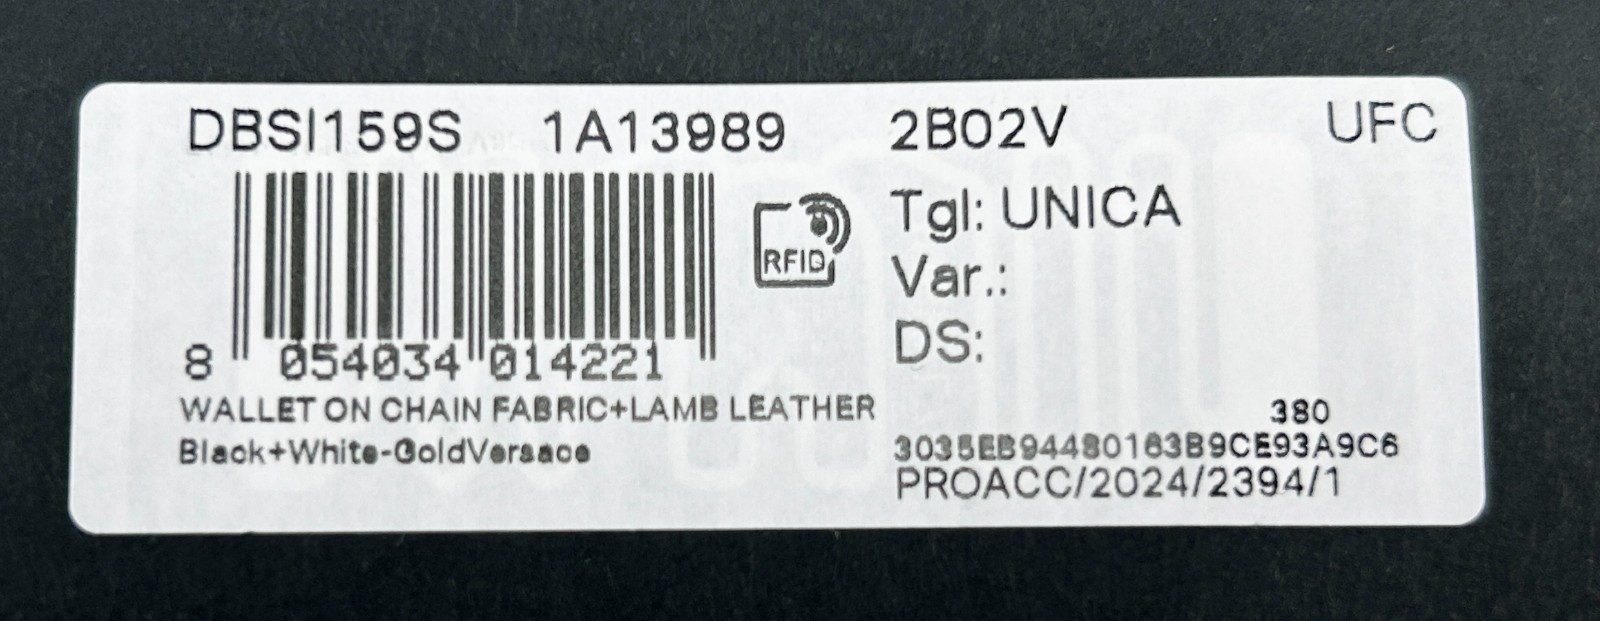 DBSI159S 1A13989 2B02V UFC
Tgl: UNICA
RFID
Var.:
DS:
8 054034 014221
WALLET ON CHAIN FABRIC+LAMB LEATHER
380
Black+White-GoldVersace
3035EB94480163B9CE93A9C6
PROACC/2024/2394/1